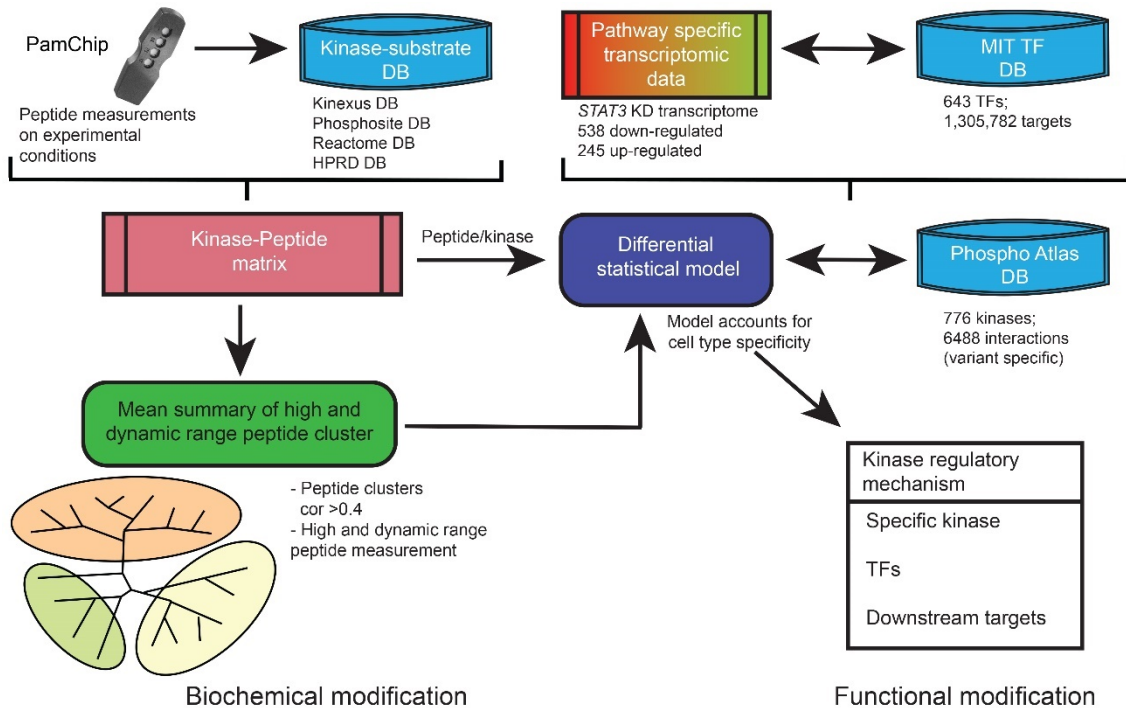 PamChip
Peptide measurements
on experimental
conditions
Kinase-substrate
DB
Kinexus DB
Phosphosite DB
Reactome DB
HPRD DB
Pathway specific
transcriptomic
data
STAT3 KD transcriptome
538 down-regulated
245 up-regulated
MIT TF
DB
643 TFs;
1,305,782 targets
Kinase-Peptide
matrix
Peptide/kinase
Differential
statistical model
Phospho Atlas
DB
776 kinases;
6488 interactions
(variant specific)
Model accounts for
cell type specificity
Mean summary of high and
dynamic range peptide cluster
- Peptide clusters
cor >0.4
- High and dynamic range
peptide measurement
Kinase regulatory
mechanism
Specific kinase
TFs
Downstream targets
Biochemical modification
Functional modification